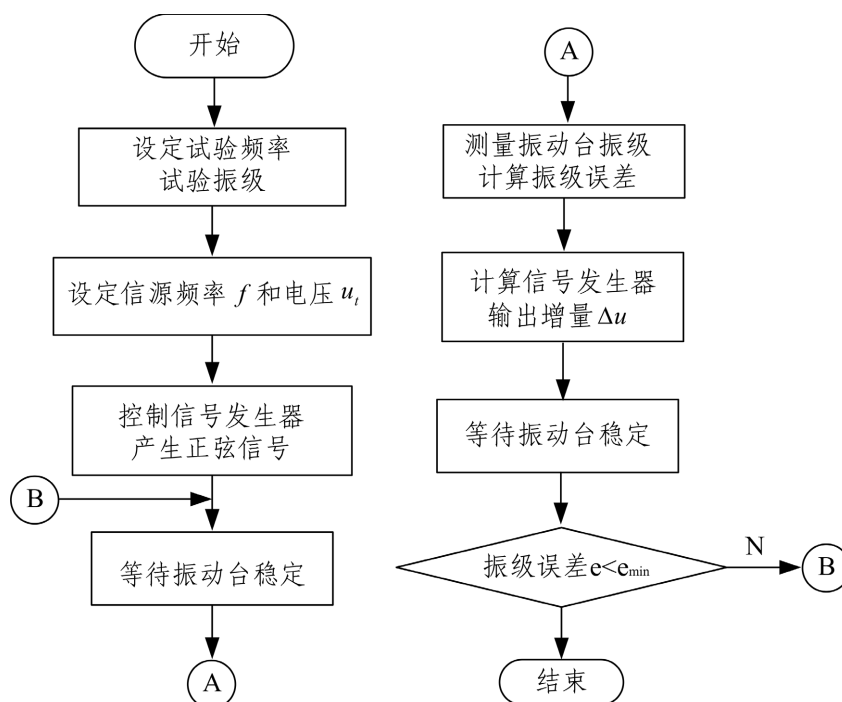 开始
设定试验频率
试验振级
设定信源频率 f 和电压 uₜ
控制信号发生器
产生正弦信号
B
等待振动台稳定
A
A
测量振动台振级
计算振级误差
计算信号发生器
输出增量 Δu
等待振动台稳定
振级误差e<eₘᵢₙ
N
B
结束